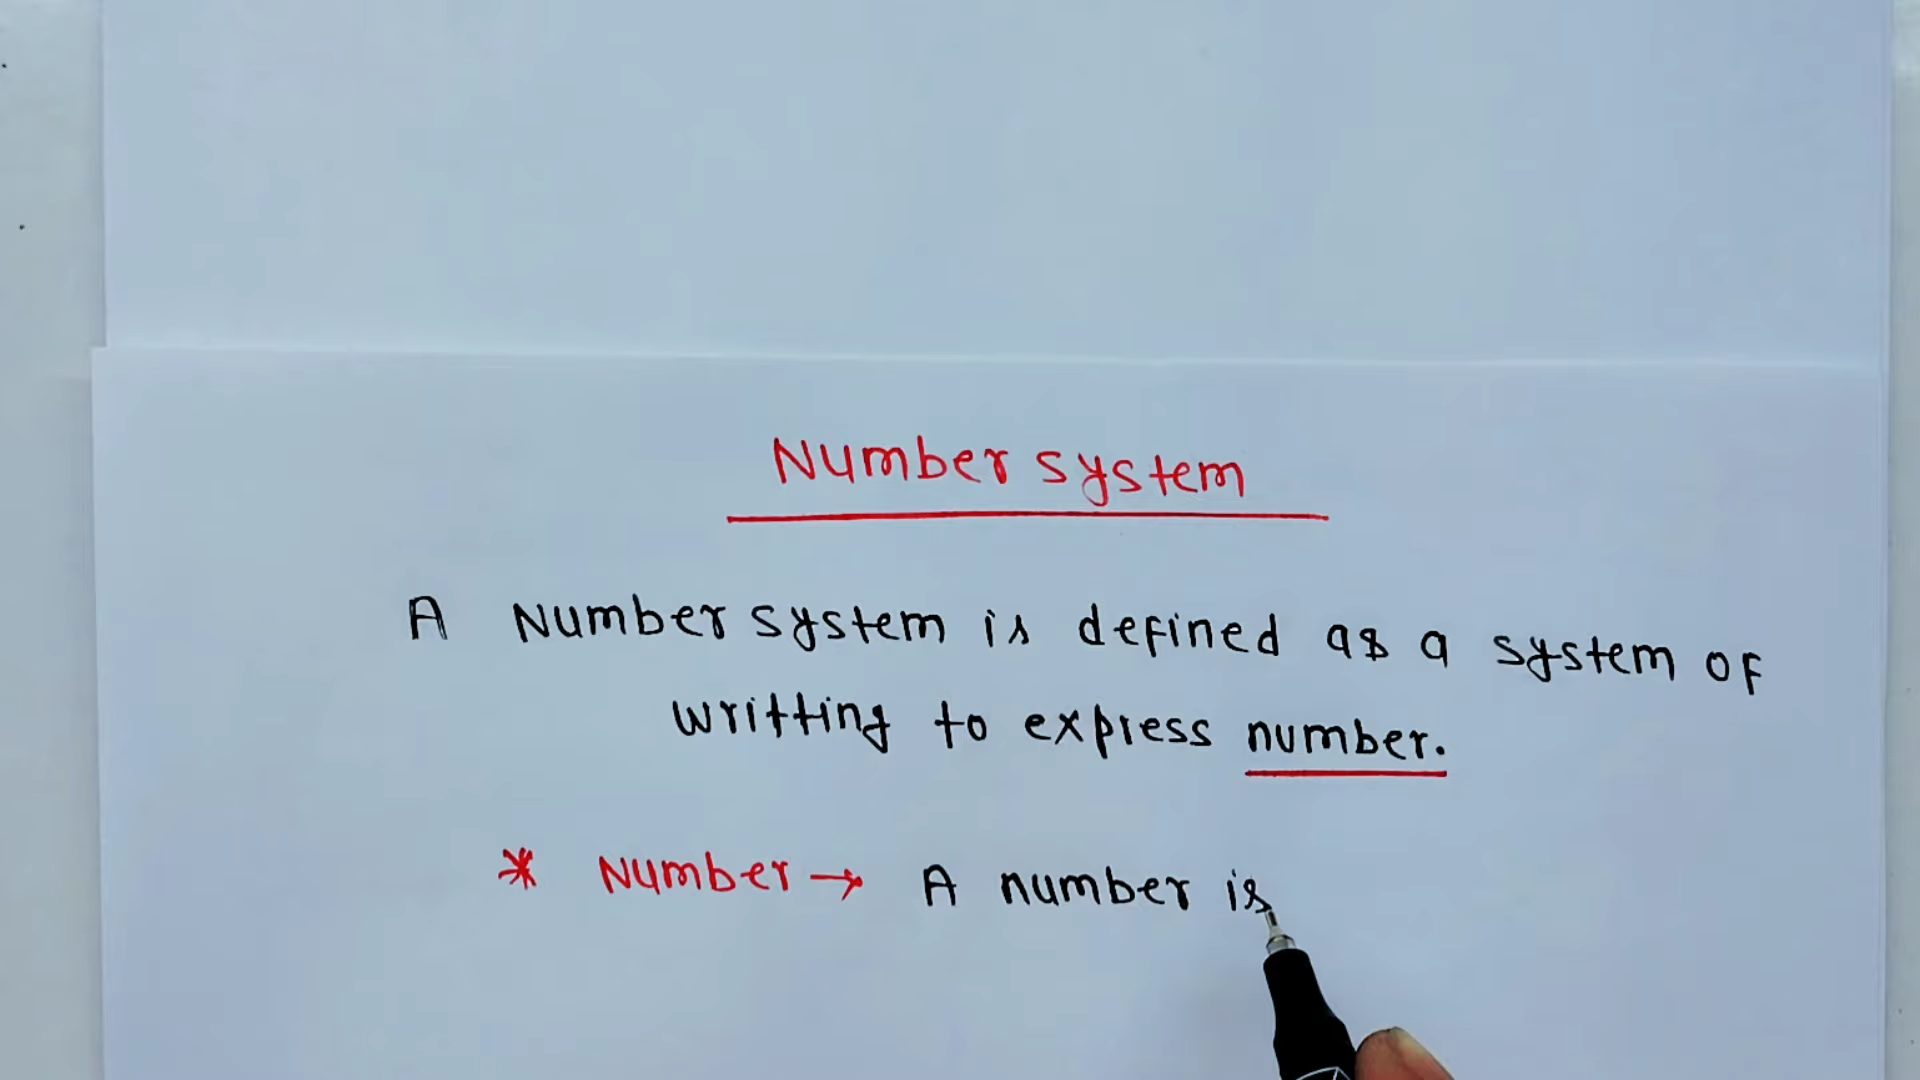 Number system
A Number system is defined as a system of
writting to express number.
* Number → A number is